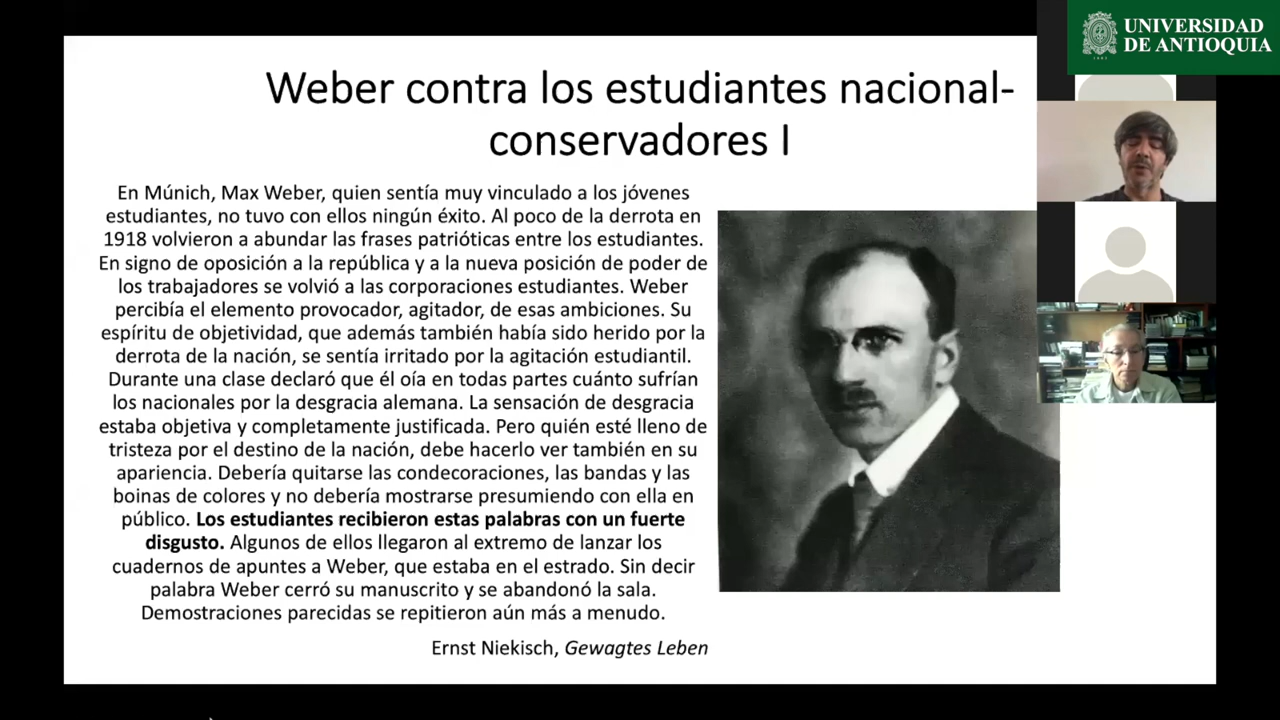 UNIVERSIDAD
DE ANTIOQUIA
1803
Weber contra los estudiantes nacional-
conservadores I
En Múnich, Max Weber, quien sentía muy vinculado a los jóvenes
estudiantes, no tuvo con ellos ningún éxito. Al poco de la derrota en
1918 volvieron a abundar las frases patrióticas entre los estudiantes.
En signo de oposición a la república y a la nueva posición de poder de
los trabajadores se volvió a las corporaciones estudiantes. Weber
percibía el elemento provocador, agitador, de esas ambiciones. Su
espíritu de objetividad, que además también había sido herido por la
derrota de la nación, se sentía irritado por la agitación estudiantil.
Durante una clase declaró que él oía en todas partes cuánto sufrían
los nacionales por la desgracia alemana. La sensación de desgracia
estaba objetiva y completamente justificada. Pero quién esté lleno de
tristeza por el destino de la nación, debe hacerlo ver también en su
apariencia. Debería quitarse las condecoraciones, las bandas y las
boinas de colores y no debería mostrarse presumiendo con ella en
público. Los estudiantes recibieron estas palabras con un fuerte
disgusto. Algunos de ellos llegaron al extremo de lanzar los
cuadernos de apuntes a Weber, que estaba en el estrado. Sin decir
palabra Weber cerró su manuscrito y se abandonó la sala.
Demostraciones parecidas se repitieron aún más a menudo.
Ernst Niekisch, Gewagtes Leben